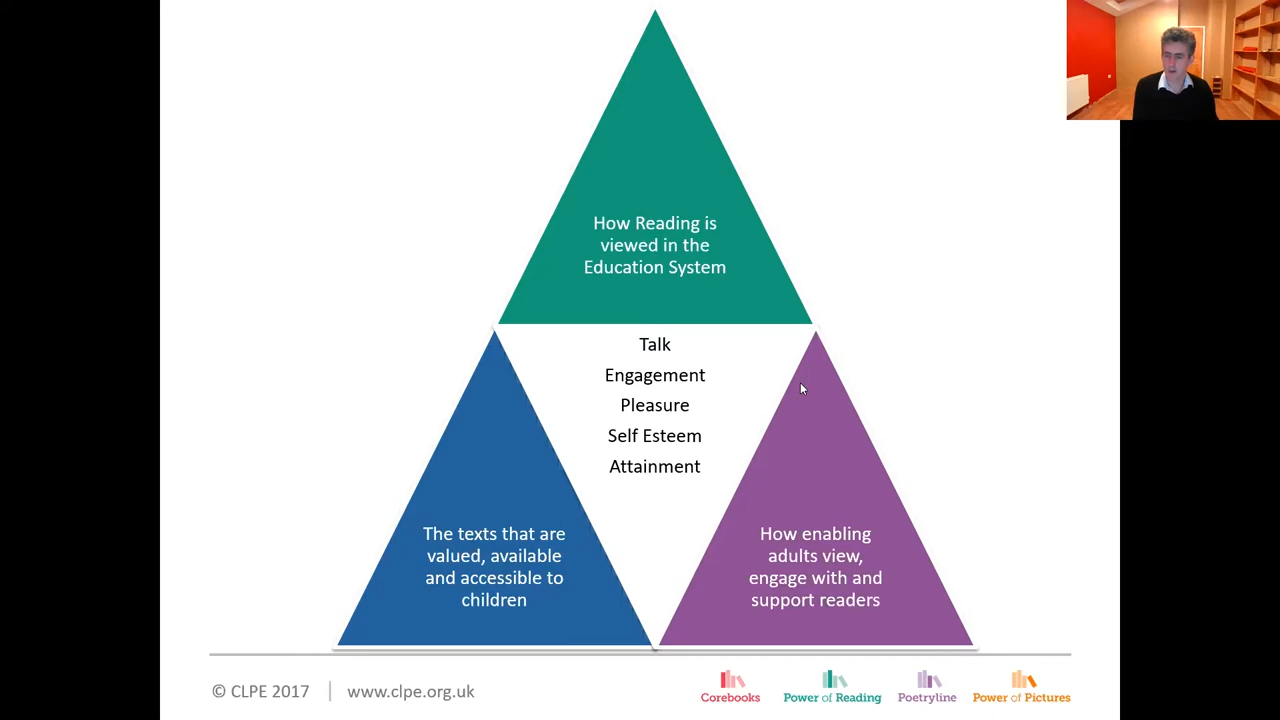 How Reading is
viewed in the
Education System
Talk
Engagement
Pleasure
Self Esteem
Attainment
The texts that are
valued, available
and accessible to
children
How enabling
adults view,
engage with and
support readers
© CLPE 2017 | www.clpe.org.uk
Corebooks
Power of Reading
Poetryline
Power of Pictures